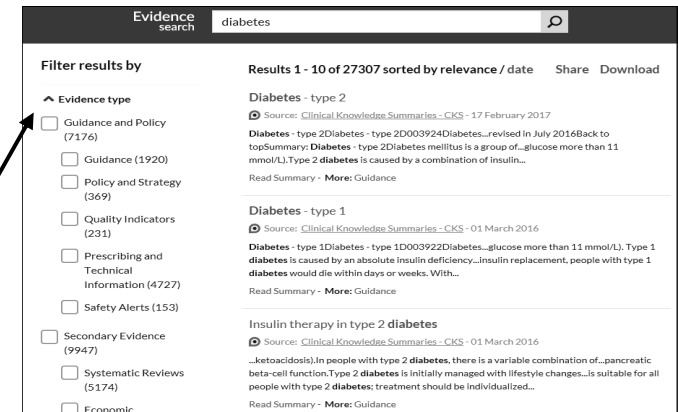 Evidence
search
diabetes
Filter results by
Evidence type
Guidance and Policy
(7176)
Guidance (1920)
Policy and Strategy
(369)
Quality Indicators
(231)
Prescribing and
Technical
Information (4727)
Safety Alerts (153)
Secondary Evidence
(9947)
Systematic Reviews
(5174)
Economic
Results 1 - 10 of 27307 sorted by relevance / date Share Download
Diabetes - type 2
Source: Clinical Knowledge Summaries - CKS - 17 February 2017
Diabetes - type 2Diabetes - type 2D003924Diabetes...revised in July 2016Back to
topSummary: Diabetes - type 2Diabetes mellitus is a group of...glucose more than 11
mmol/L).Type 2 diabetes is caused by a combination of insulin...
Read Summary - More: Guidance
Diabetes - type 1
Source: Clinical Knowledge Summaries - CKS - 01 March 2016
Diabetes - type 1Diabetes - type 1D003922Diabetes...glucose more than 11 mmol/L). Type 1
diabetes is caused by an absolute insulin deficiency...insulin replacement, people with type 1
diabetes would die within days or weeks. With...
Read Summary - More: Guidance
Insulin therapy in type 2 diabetes
Source: Clinical Knowledge Summaries - CKS - 01 March 2016
...ketoacidosis).In people with type 2 diabetes, there is a variable combination of...pancreatic
beta-cell function.Type 2 diabetes is initially managed with lifestyle changes...is suitable for all
people with type 2 diabetes; treatment should be individualized...
Read Summary - More: Guidance